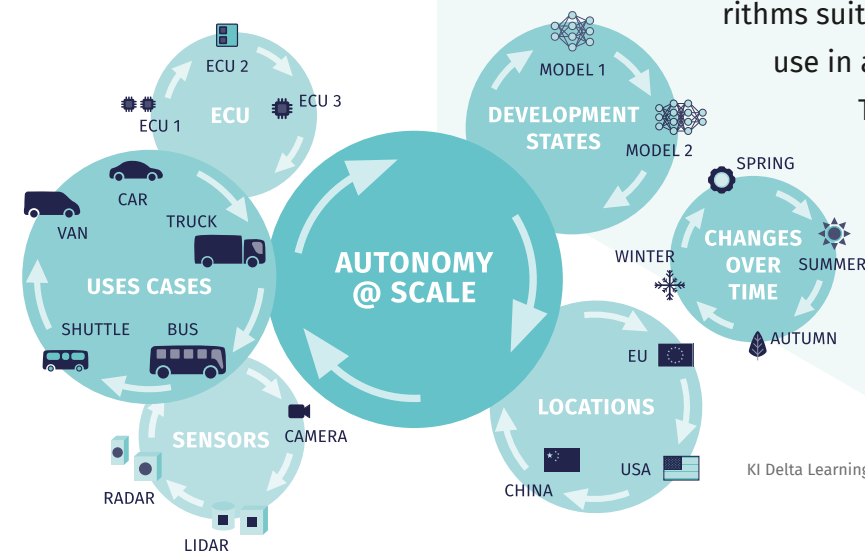 rithms suit
use in a
T
ECU 2
ECU 3
ECU 1
ECU
MODEL 1
DEVELOPMENT
STATES
MODEL 2
CAR
VAN
TRUCK
USES CASES
SHUTTLE
BUS
AUTONOMY
@ SCALE
SPRING
CHANGES
OVER
TIME
SUMMER
WINTER
AUTUMN
EU
LOCATIONS
USA
CHINA
SENSORS
CAMERA
RADAR
LIDAR
KI Delta Learning